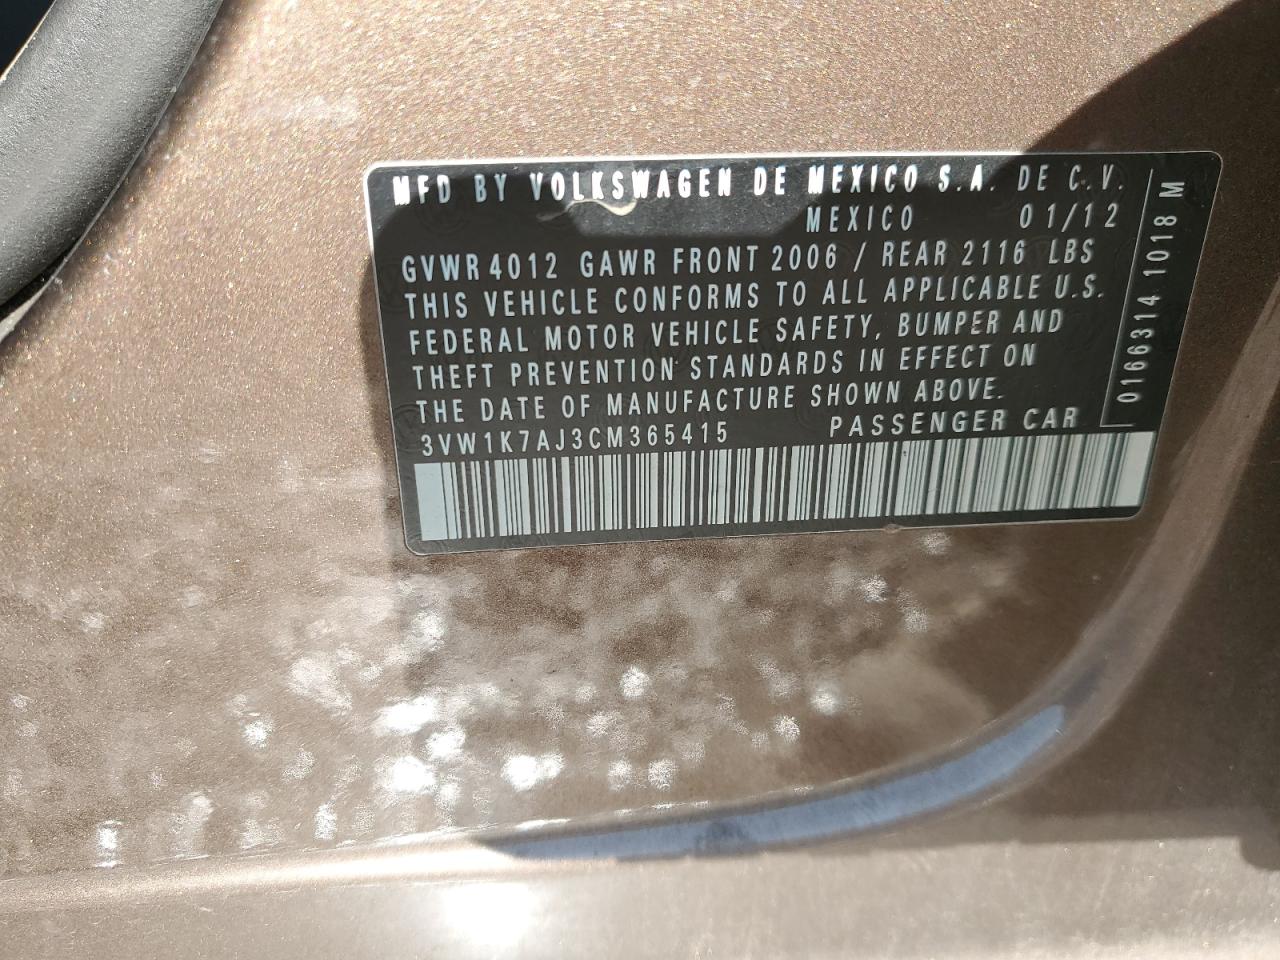 MFD BY VOLKSWAGEN DE MEXICO S.A. DE C.V.
MEXICO 01/12
GVWR 4012 GAWR FRONT 2006 / REAR 2116 LBS
THIS VEHICLE CONFORMS TO ALL APPLICABLE U.S.
FEDERAL MOTOR VEHICLE SAFETY, BUMPER AND
THEFT PREVENTION STANDARDS IN EFFECT ON
THE DATE OF MANUFACTURE SHOWN ABOVE.
3VW1K7AJ3CM365415 PASSENGER CAR
0166314 1018 M